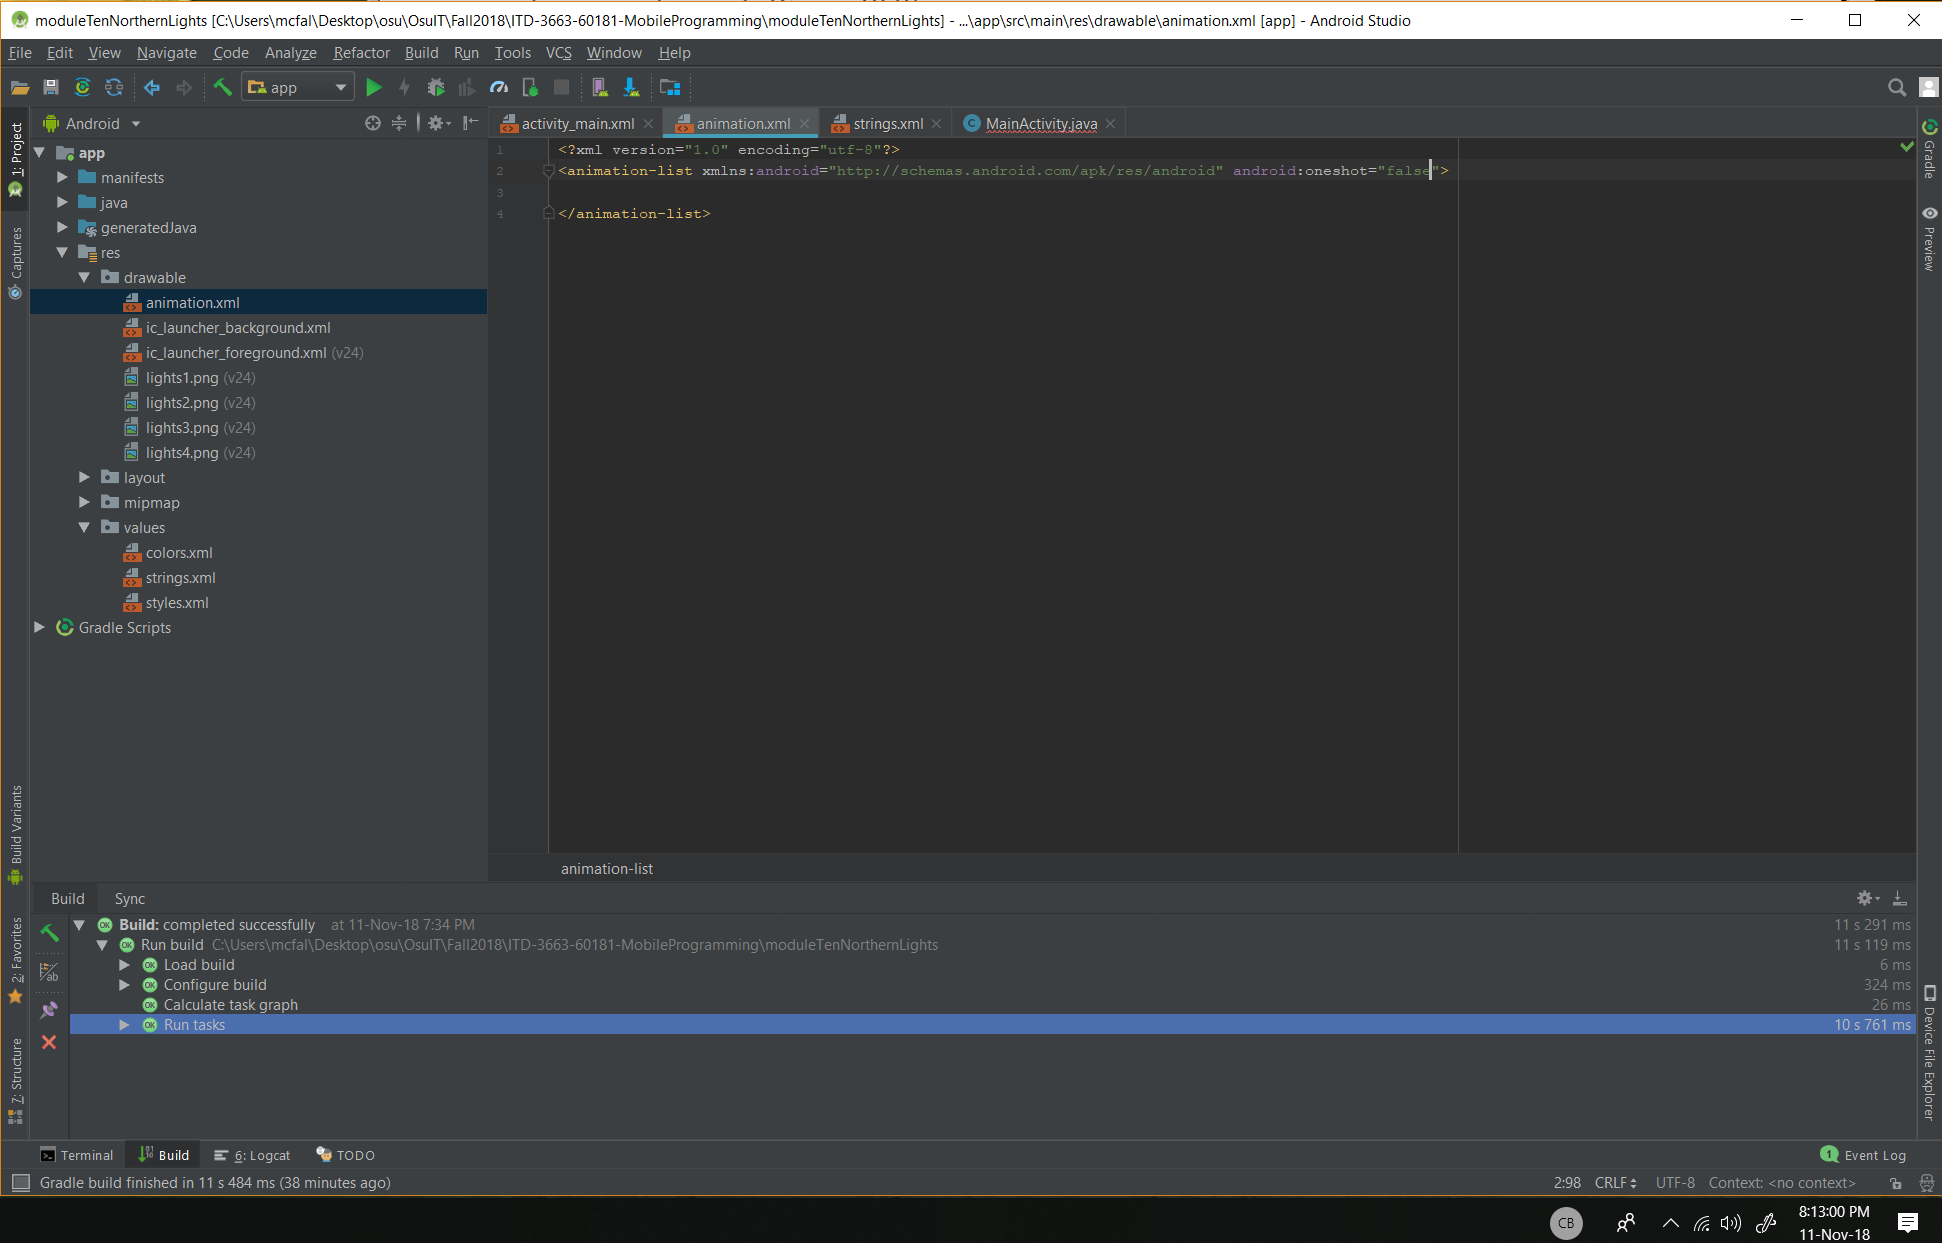 moduleTenNorthernLights [C:\Users\mcfal\Desktop\osu\OsuIT\Fall2018\ITD-3663-60181-MobileProgramming\moduleTenNorthernLights] - ...\app\src\main\res\drawable\animation.xml [app] - Android Studio
File Edit View Navigate Code Analyze Refactor Build Run Tools VCS Window Help
app
Android
activity_main.xml animation.xml strings.xml MainActivity.java
1: Project
Captures
Build Variants
2: Favorites
7: Structure
app
manifests
java
generatedJava
res
drawable
animation.xml
ic_launcher_background.xml
ic_launcher_foreground.xml (v24)
lights1.png (v24)
lights2.png (v24)
lights3.png (v24)
lights4.png (v24)
layout
mipmap
values
colors.xml
strings.xml
styles.xml
Gradle Scripts
1 <?xml version="1.0" encoding="utf-8"?>
2 <animation-list xmlns:android="http://schemas.android.com/apk/res/android" android:oneshot="false">
3
4 </animation-list>
animation-list
Gradle
Preview
Device File Explorer
Build Sync
Build: completed successfully at 11-Nov-18 7:34 PM 11 s 291 ms
Run build C:\Users\mcfal\Desktop\osu\OsuIT\Fall2018\ITD-3663-60181-MobileProgramming\moduleTenNorthernLights 11 s 119 ms
Load build 6 ms
Configure build 324 ms
Calculate task graph 26 ms
Run tasks 10 s 761 ms
Terminal Build 6: Logcat TODO 1 Event Log
Gradle build finished in 11 s 484 ms (38 minutes ago) 2:98 CRLF UTF-8 Context: <no context>
CB
8:13:00 PM
11-Nov-18